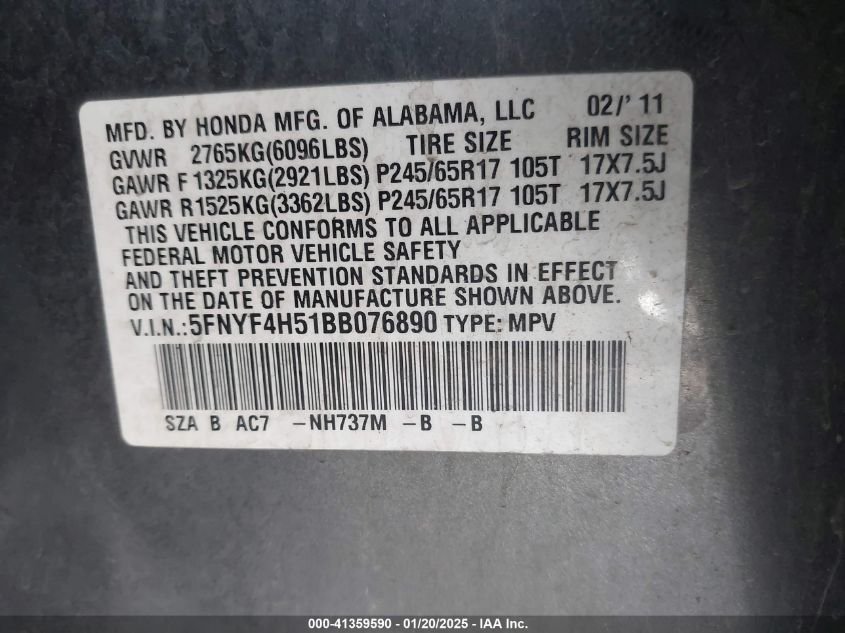 MFD. BY HONDA MFG. OF ALABAMA, LLC 02/' 11
GVWR 2765KG(6096LBS) TIRE SIZE RIM SIZE
GAWR F1325KG(2921LBS) P245/65R17 105T 17X7.5J
GAWR R1525KG(3362LBS) P245/65R17 105T 17X7.5J
THIS VEHICLE CONFORMS TO ALL APPLICABLE
FEDERAL MOTOR VEHICLE SAFETY
AND THEFT PREVENTION STANDARDS IN EFFECT
ON THE DATE OF MANUFACTURE SHOWN ABOVE.
V.I.N.:5FNYF4H51BB076890 TYPE: MPV
SZA B AC7 -NH737M -B -B
000-41359590 - 01/20/2025 - IAA Inc.